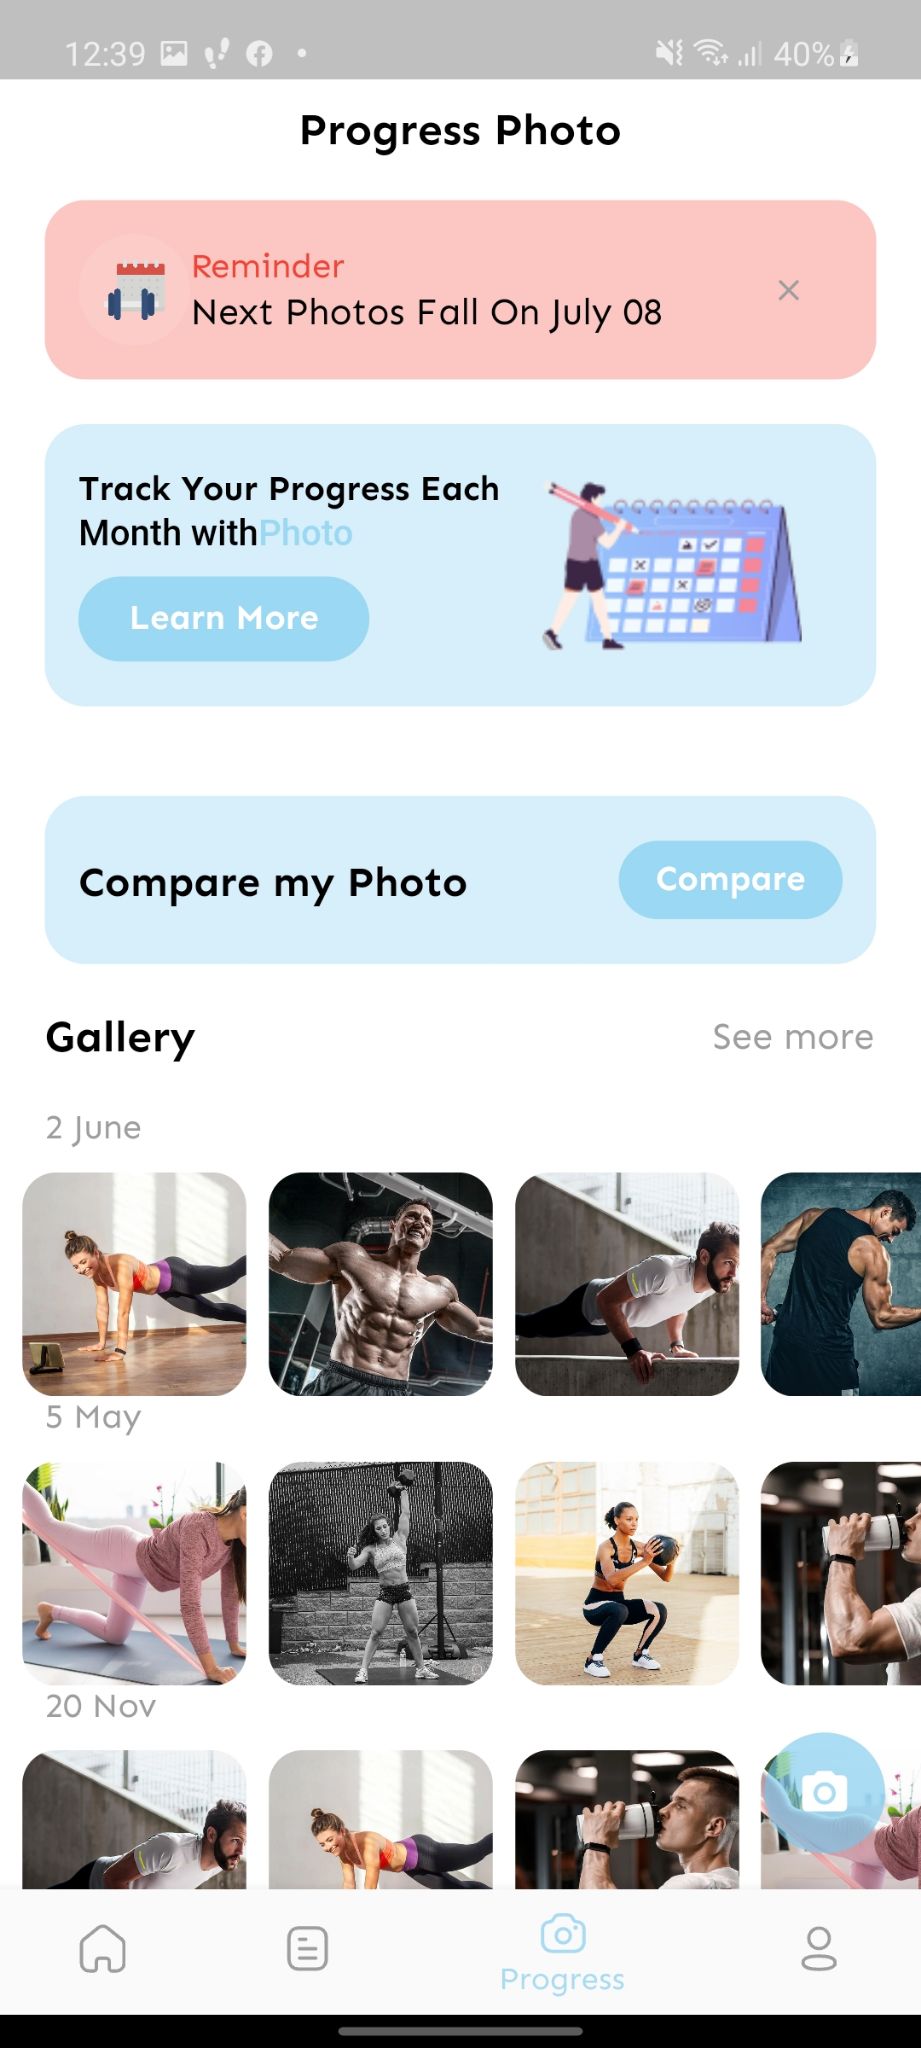 12:39
40%
Progress Photo
Reminder
Next Photos Fall On July 08
Track Your Progress Each
Month withPhoto
Learn More
Compare my Photo
Compare
Gallery
See more
2 June
5 May
20 Nov
Progress